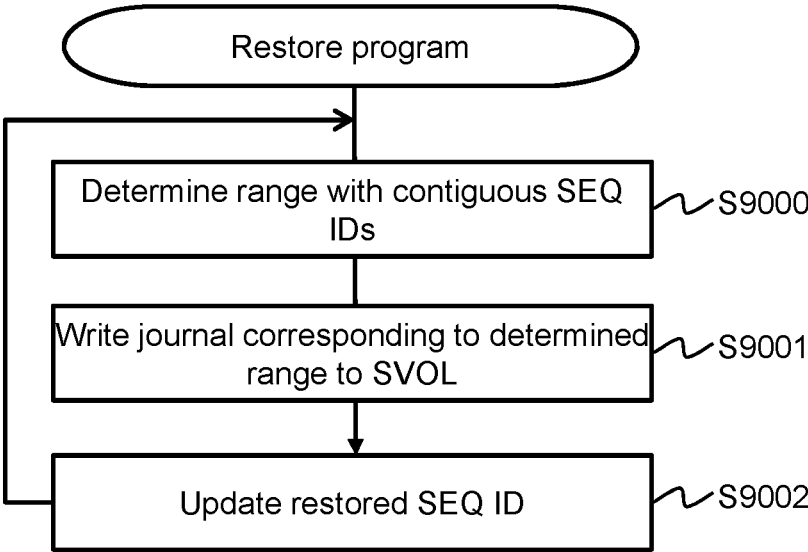 Restore program
Determine range with contiguous SEQ
IDs
S9000
Write journal corresponding to determined
range to SVOL
S9001
Update restored SEQ ID
S9002